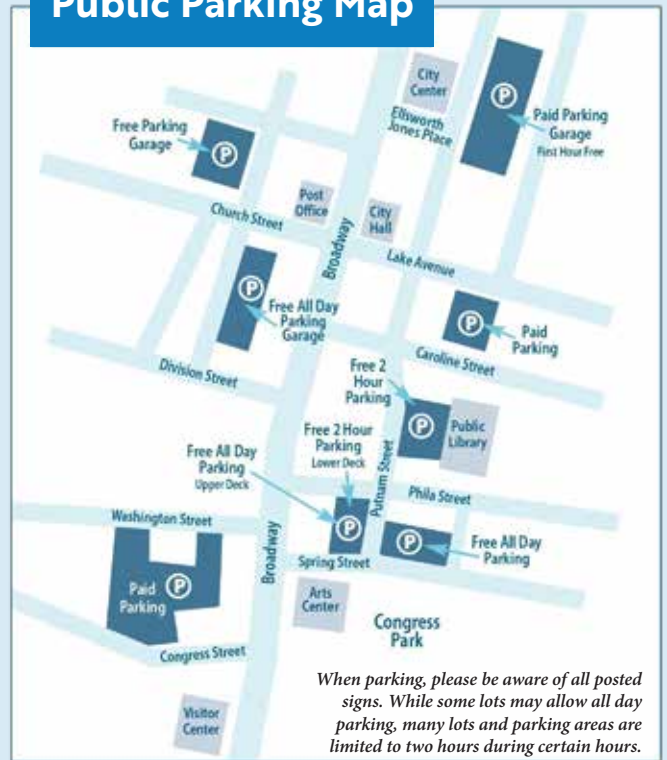 Public Parking Map
City
Center
Ellsworth
Jones Place
P
Paid Parking
Garage
First Hour Free
Free Parking
Garage
P
Post
Office
City
Hall
Church Street
Broadway
Lake Avenue
P
Free All Day
Parking
Garage
P
Paid
Parking
Caroline Street
Division Street
Free 2
Hour
Parking
P
Public
Library
Free 2 Hour
Parking
Lower Deck
Free All Day
Parking
Upper Deck
Putnam Street
Phila Street
Washington Street
Broadway
P
P
Free All Day
Parking
Spring Street
Paid
Parking
P
Arts
Center
Congress
Park
Congress Street
Visitor
Center
When parking, please be aware of all posted
signs. While some lots may allow all day
parking, many lots and parking areas are
limited to two hours during certain hours.